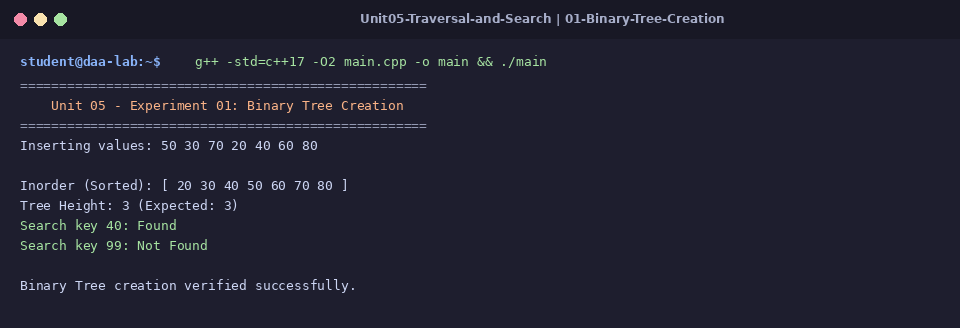 Unit05-Traversal-and-Search | 01-Binary-Tree-Creation
student@daa-lab:~$ g++ -std=c++17 -O2 main.cpp -o main && ./main
====================================================
Unit 05 - Experiment 01: Binary Tree Creation
====================================================
Inserting values: 50 30 70 20 40 60 80
Inorder (Sorted): [ 20 30 40 50 60 70 80 ]
Tree Height: 3 (Expected: 3)
Search key 40: Found
Search key 99: Not Found
Binary Tree creation verified successfully.